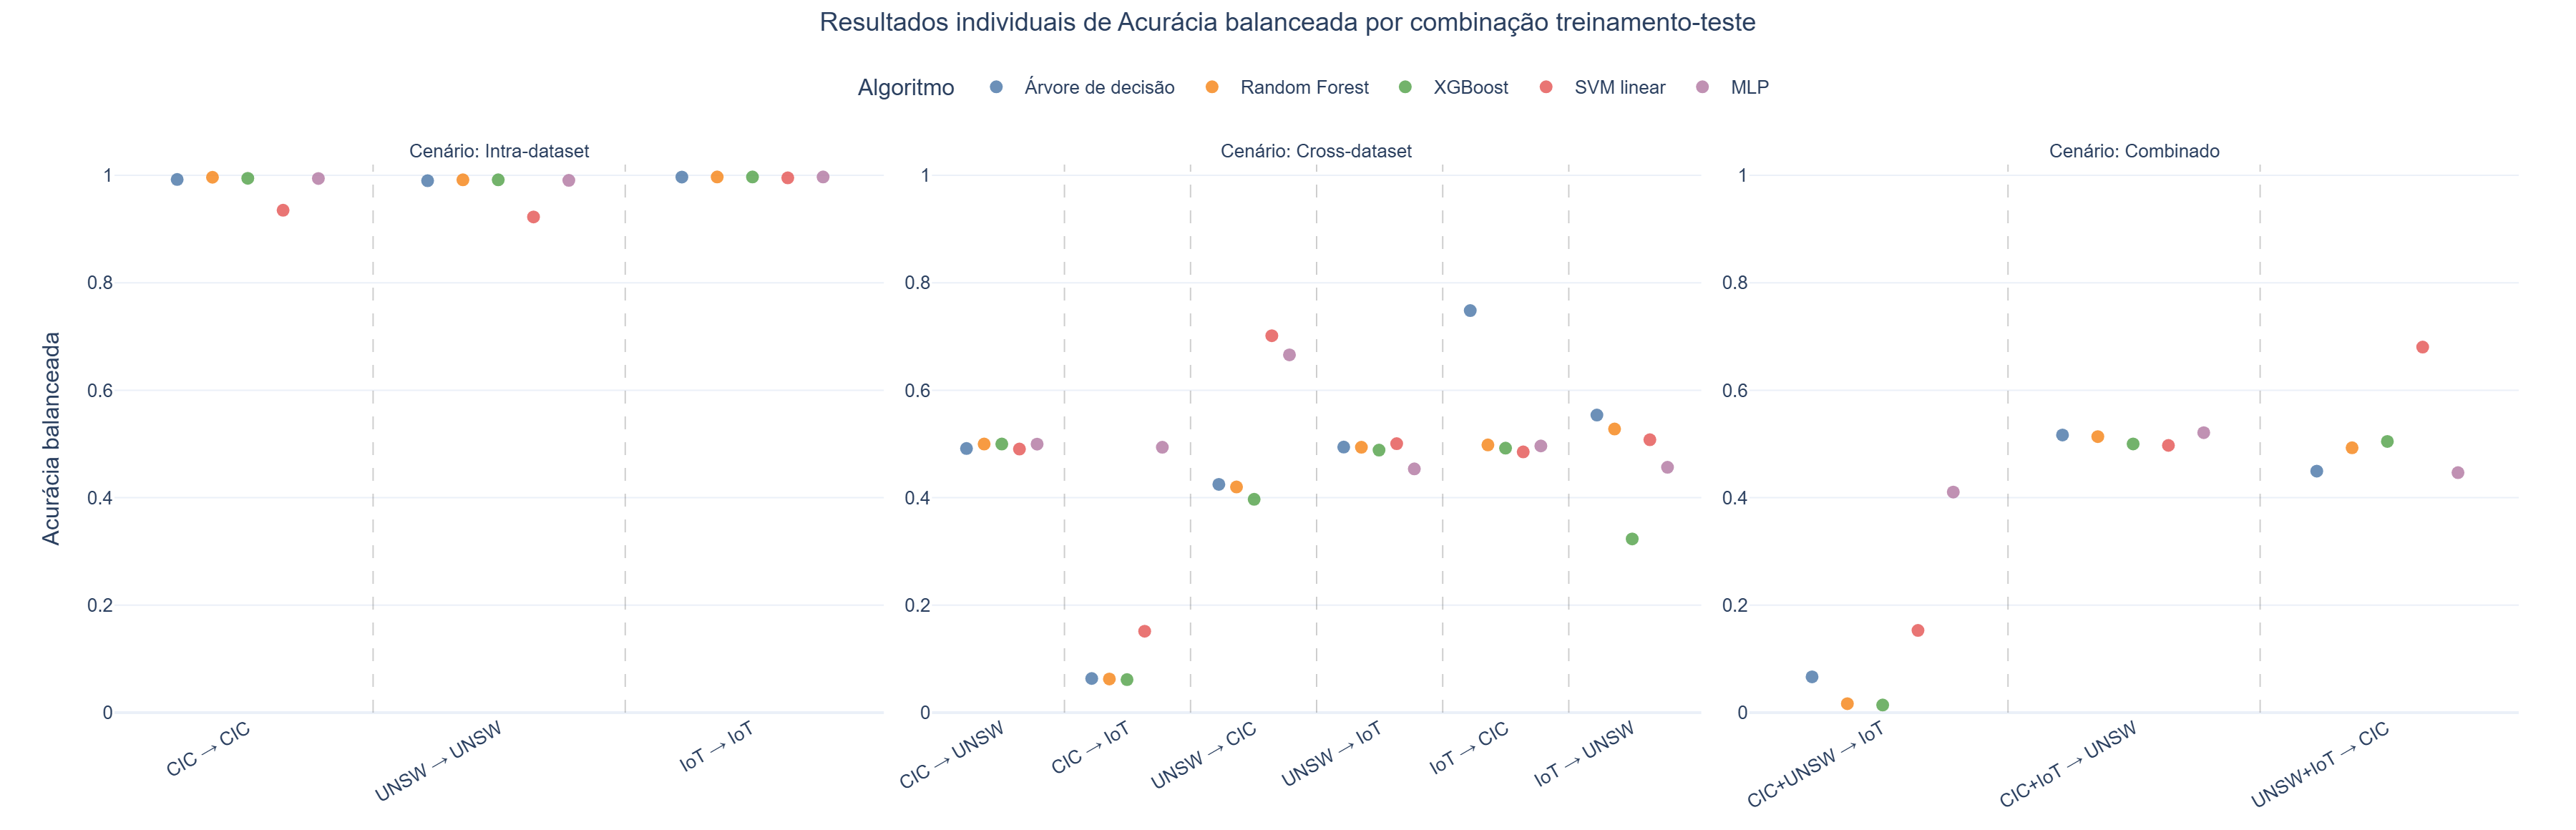 Resultados individuais de Acurácia balanceada por combinação treinamento-teste
Algoritmo Árvore de decisão Random Forest XGBoost SVM linear MLP
Cenário: Intra-dataset
Cenário: Cross-dataset
Cenário: Combinado
Acurácia balanceada
1
0.8
0.6
0.4
0.2
0
CIC → CIC
UNSW → UNSW
IoT → IoT
1
0.8
0.6
0.4
0.2
0
CIC → UNSW
CIC → IoT
UNSW → CIC
UNSW → IoT
IoT → CIC
IoT → UNSW
1
0.8
0.6
0.4
0.2
0
CIC+UNSW → IoT
CIC+IoT → UNSW
UNSW+IoT → CIC